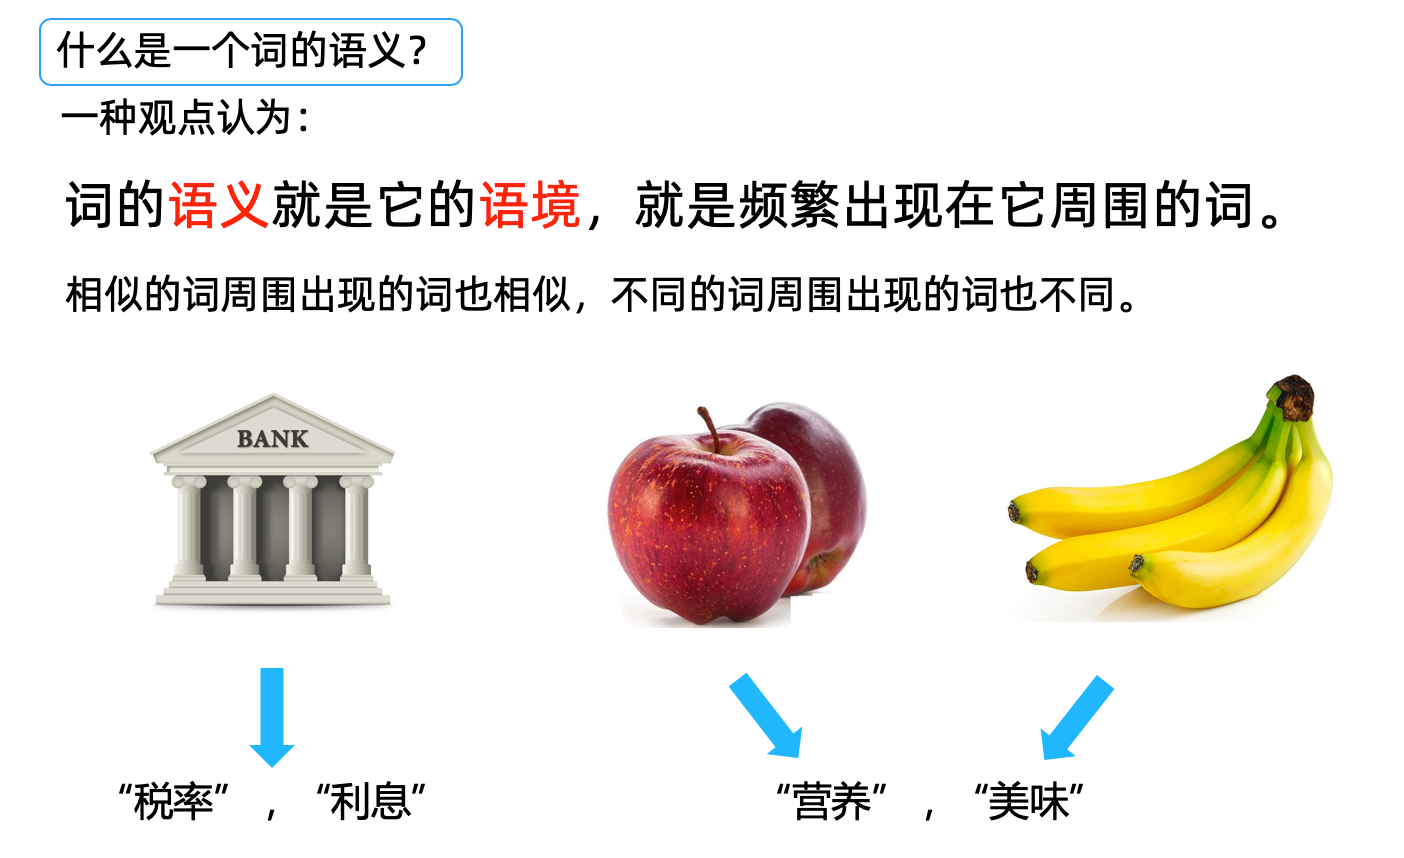 什么是一个词的语义？
一种观点认为：
词的语义就是它的语境，就是频繁出现在它周围的词。
相似的词周围出现的词也相似，不同的词周围出现的词也不同。
BANK
“税率”，“利息”
“营养”，“美味”